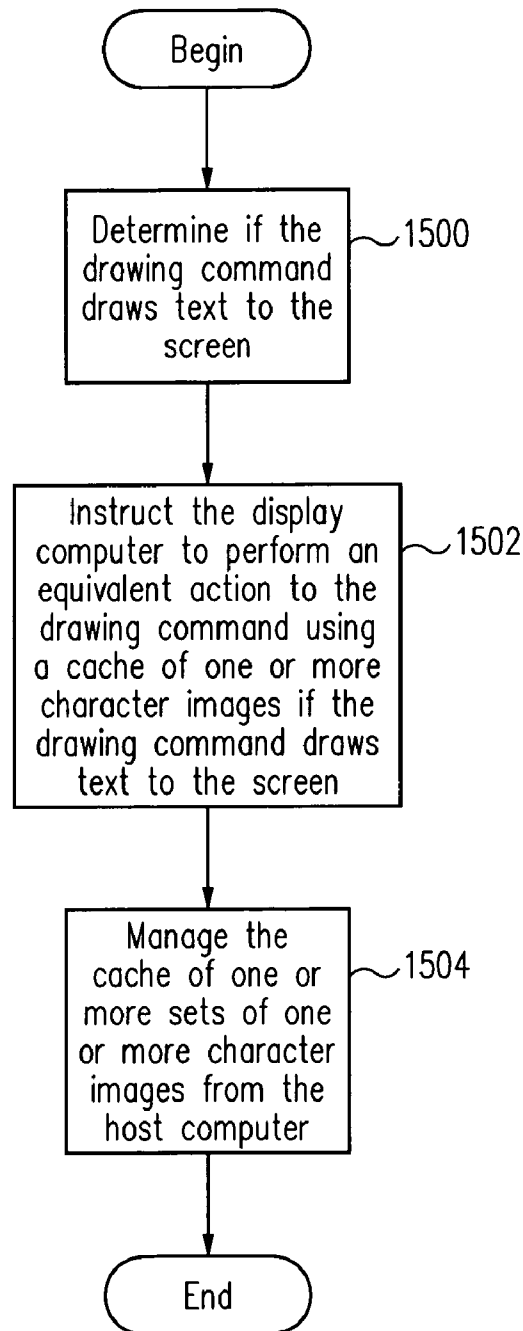 Begin
Determine if the
drawing command
draws text to the
screen
1500
Instruct the display
computer to perform an
equivalent action to the
drawing command using
a cache of one or more
character images if the
drawing command draws
text to the screen
1502
Manage the
cache of one or
more sets of one
or more character
images from the
host computer
1504
End